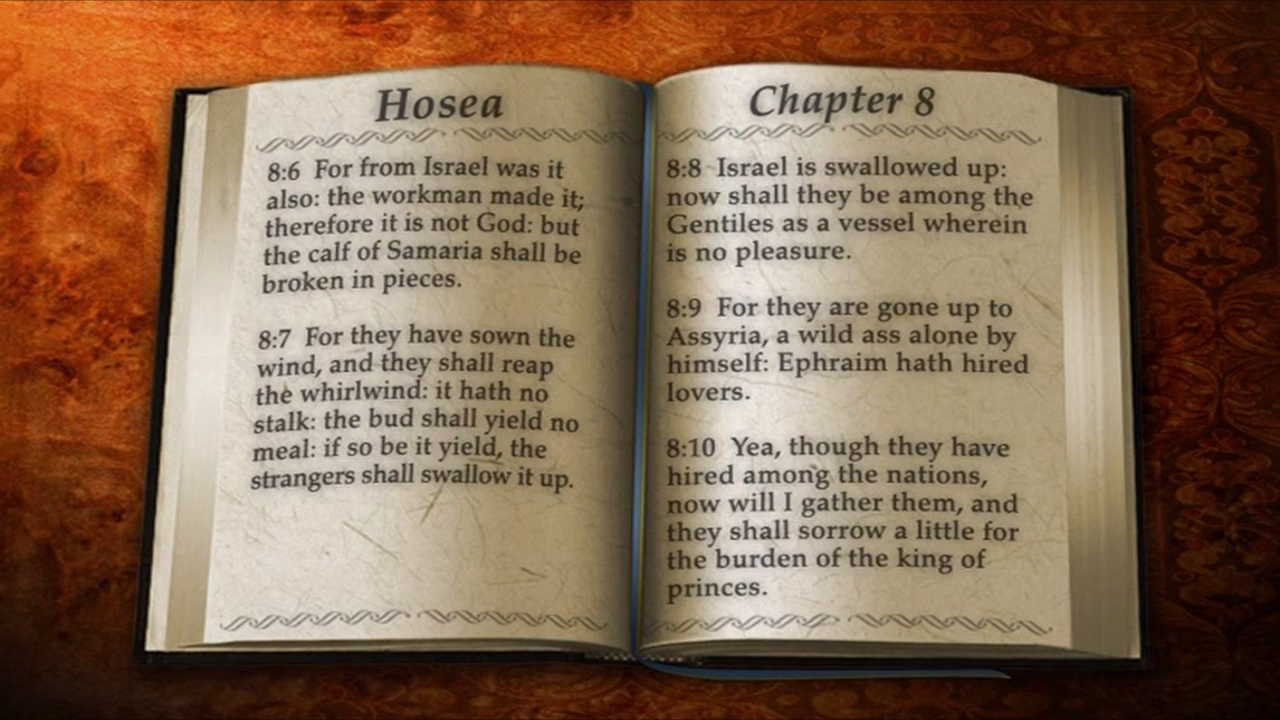 Hosea
8:6 For from Israel was it
also: the workman made it;
therefore it is not God: but
the calf of Samaria shall be
broken in pieces.
8:7 For they have sown the
wind, and they shall reap
the whirlwind: it hath no
stalk: the bud shall yield no
meal: if so be it yield, the
strangers shall swallow it up.
Chapter 8
8:8 Israel is swallowed up:
now shall they be among the
Gentiles as a vessel wherein
is no pleasure.
8:9 For they are gone up to
Assyria, a wild ass alone by
himself: Ephraim hath hired
lovers.
8:10 Yea, though they have
hired among the nations,
now will I gather them, and
they shall sorrow a little for
the burden of the king of
princes.